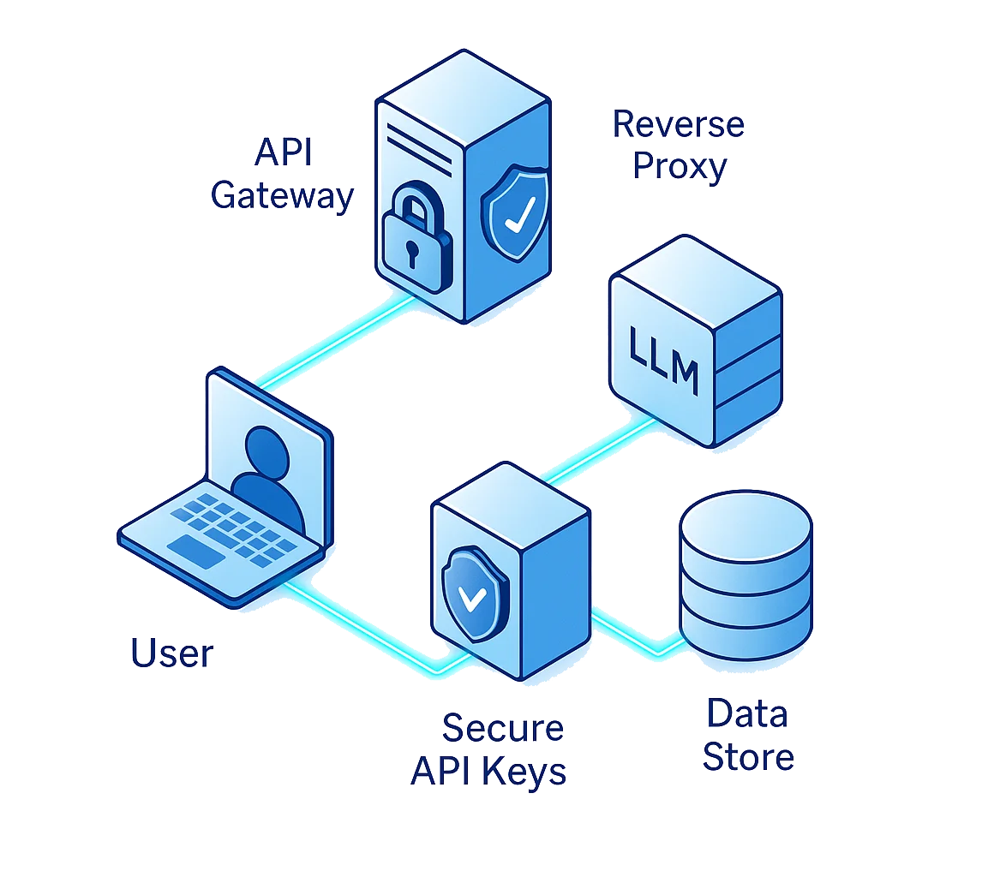 API
Gateway
Reverse
Proxy
LLM
User
Secure
API Keys
Data
Store